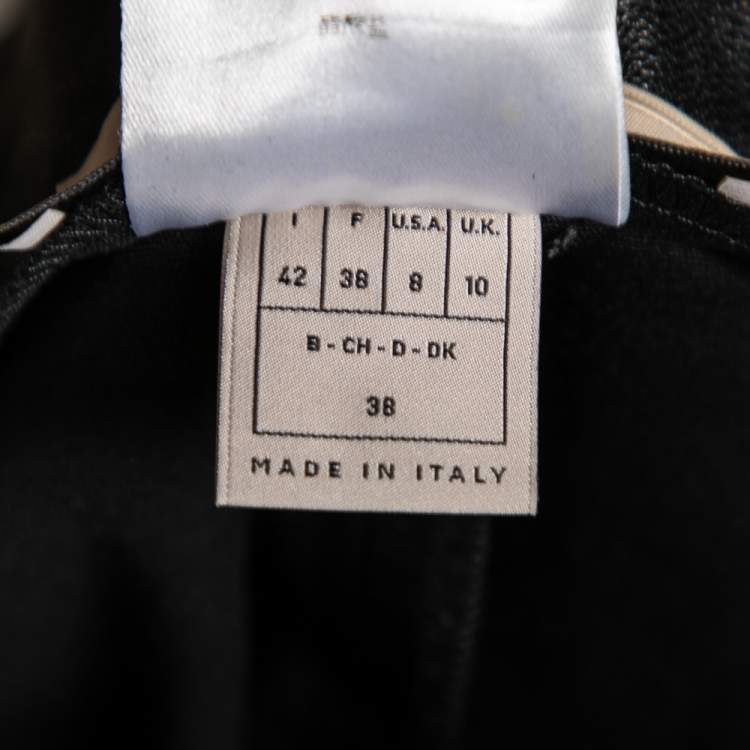 I F U.S.A. U.K.
42 38 8 10
B - CH - D - DK
38
MADE IN ITALY